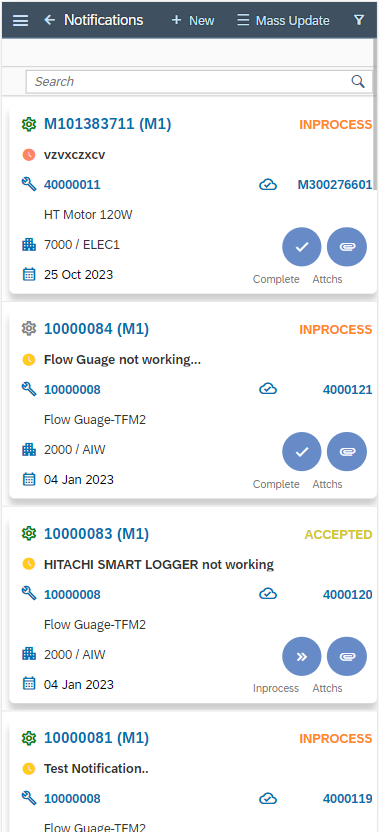 Notifications + New Mass Update
Search
M101383711 (M1) INPROCESS
vzvxczxcv
40000011 M300276601
HT Motor 120W
7000 / ELEC1
25 Oct 2023
Complete Attchs
10000084 (M1) INPROCESS
Flow Guage not working...
10000008 4000121
Flow Guage-TFM2
2000 / AIW
04 Jan 2023
Complete Attchs
10000083 (M1) ACCEPTED
HITACHI SMART LOGGER not working
10000008 4000120
Flow Guage-TFM2
2000 / AIW
04 Jan 2023
Inprocess Attchs
10000081 (M1) INPROCESS
Test Notification..
10000008 4000119
Flow Guage-TFM2